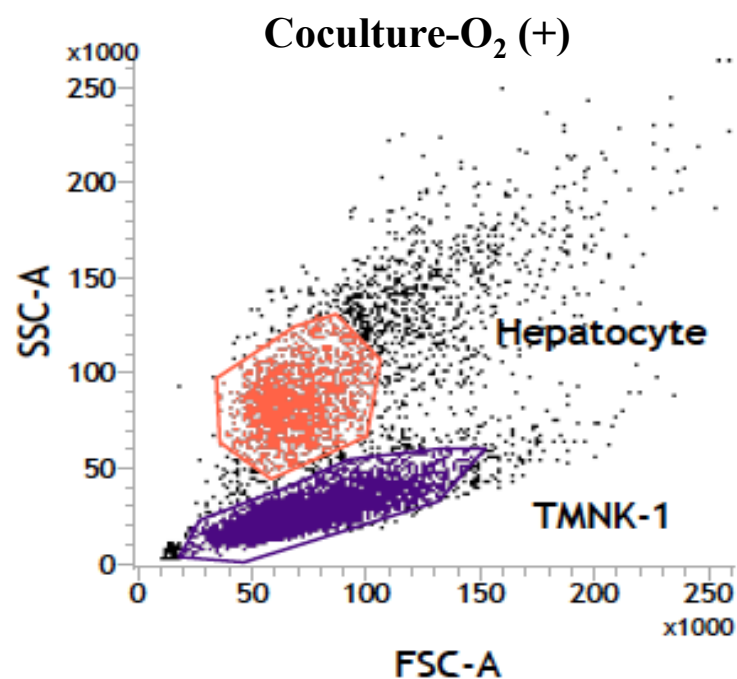 Coculture-O₂ (+)
x1000
250
200
150
100
50
0
SSC-A
Hepatocyte
TMNK-1
0 50 100 150 200 250
x1000
FSC-A